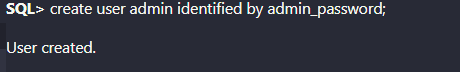 SQL> create user admin identified by admin_password;
User created.